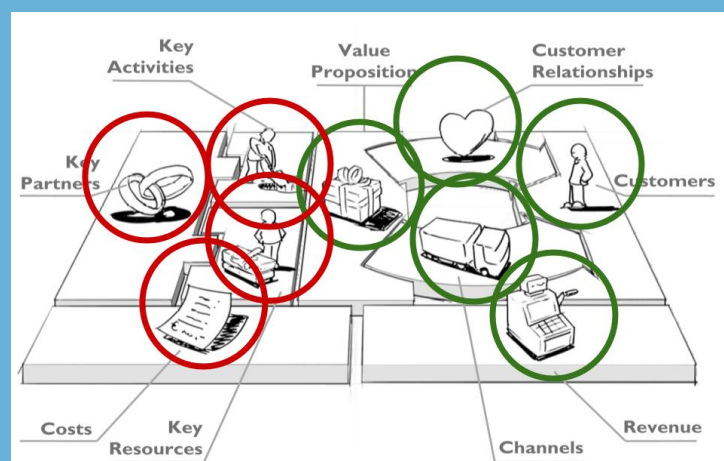 Key
Activities
Value
Proposition
Customer
Relationships
Key
Partners
Customers
Costs
Key
Resources
Channels
Revenue